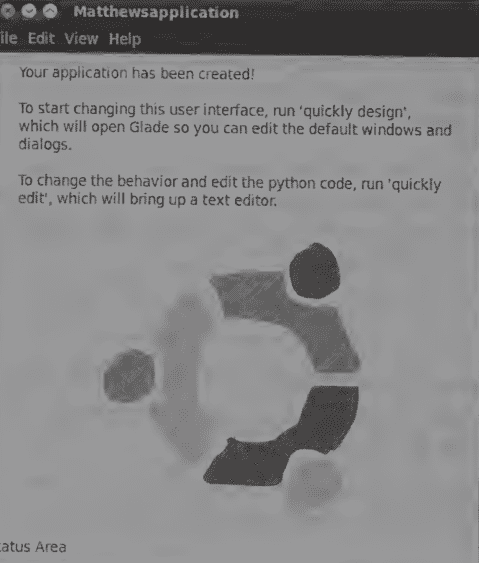 Matthewsapplication
ile Edit View Help
Your application has been created!
To start changing this user interface, run 'quickly design',
which will open Glade so you can edit the default windows and
dialogs.
To change the behavior and edit the python code, run 'quickly
edit', which will bring up a text editor.
tatus Area